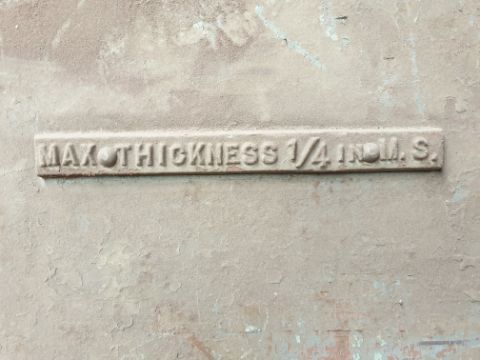 MAX THICKNESS 1/4 IN M. S.